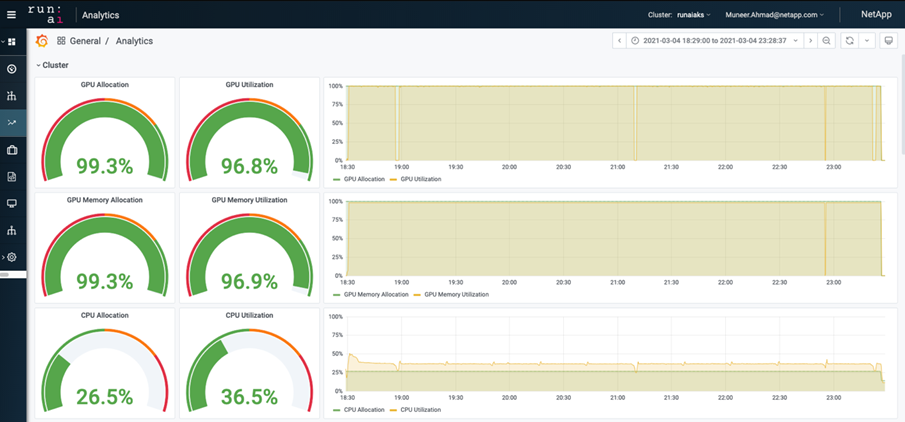 run:
ai
Analytics
Cluster: runaiaks
Muneer.Ahmad@netapp.com
NetApp
General / Analytics
2021-03-04 18:29:00 to 2021-03-04 23:28:37
Cluster
GPU Allocation
99.3%
GPU Utilization
96.8%
100%
75%
50%
25%
0%
18:30 19:00 19:30 20:00 20:30 21:00 21:30 22:00 22:30 23:00
GPU Allocation GPU Utilization
GPU Memory Allocation
99.3%
GPU Memory Utilization
96.9%
100%
75%
50%
25%
0%
18:30 19:00 19:30 20:00 20:30 21:00 21:30 22:00 22:30 23:00
GPU Memory Allocation GPU Memory Utilization
CPU Allocation
26.5%
CPU Utilization
36.5%
100%
75%
50%
25%
0%
18:30 19:00 19:30 20:00 20:30 21:00 21:30 22:00 22:30 23:00
CPU Allocation CPU Utilization